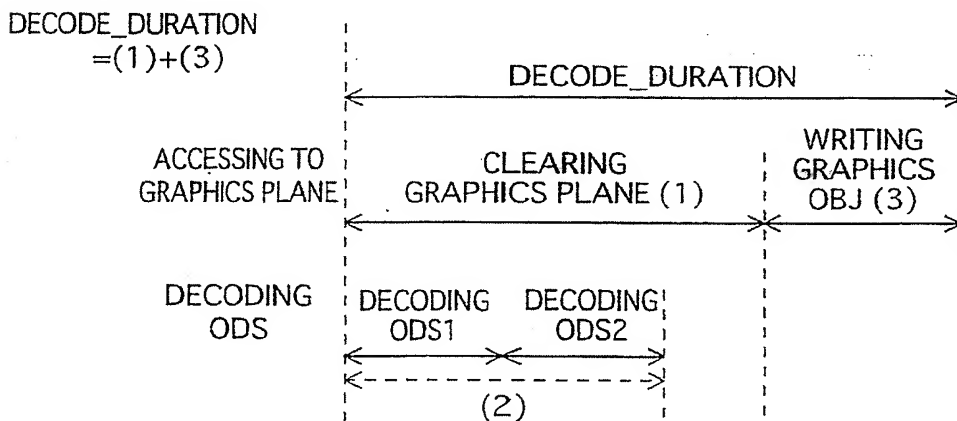 DECODE_DURATION
=(1)+(3)
DECODE_DURATION
ACCESSING TO
GRAPHICS PLANE
CLEARING
GRAPHICS PLANE (1)
WRITING
GRAPHICS
OBJ (3)
DECODING
ODS
DECODING
ODS1
DECODING
ODS2
(2)